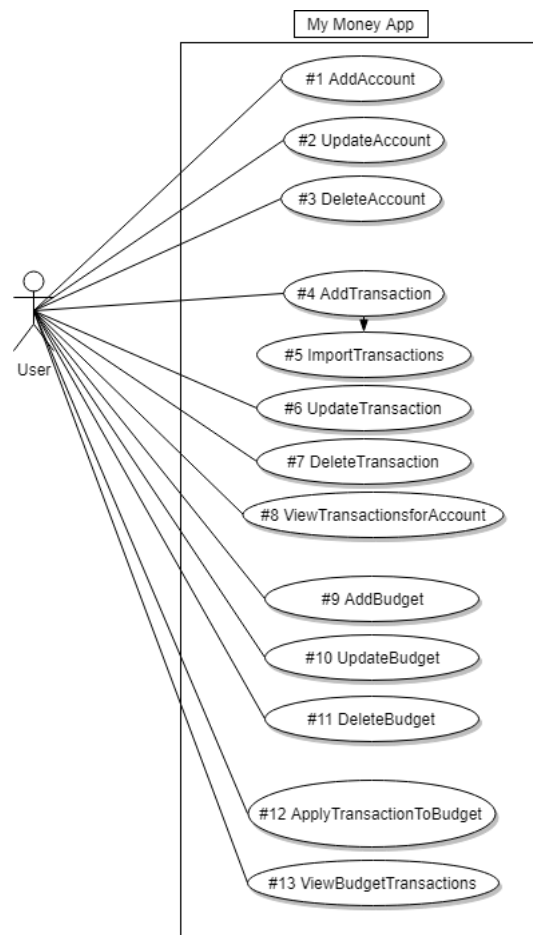 My Money App
#1 AddAccount
#2 UpdateAccount
#3 DeleteAccount
#4 AddTransaction
User
#5 ImportTransactions
#6 UpdateTransaction
#7 DeleteTransaction
#8 ViewTransactionsforAccount
#9 AddBudget
#10 UpdateBudget
#11 DeleteBudget
#12 ApplyTransactionToBudget
#13 ViewBudgetTransactions